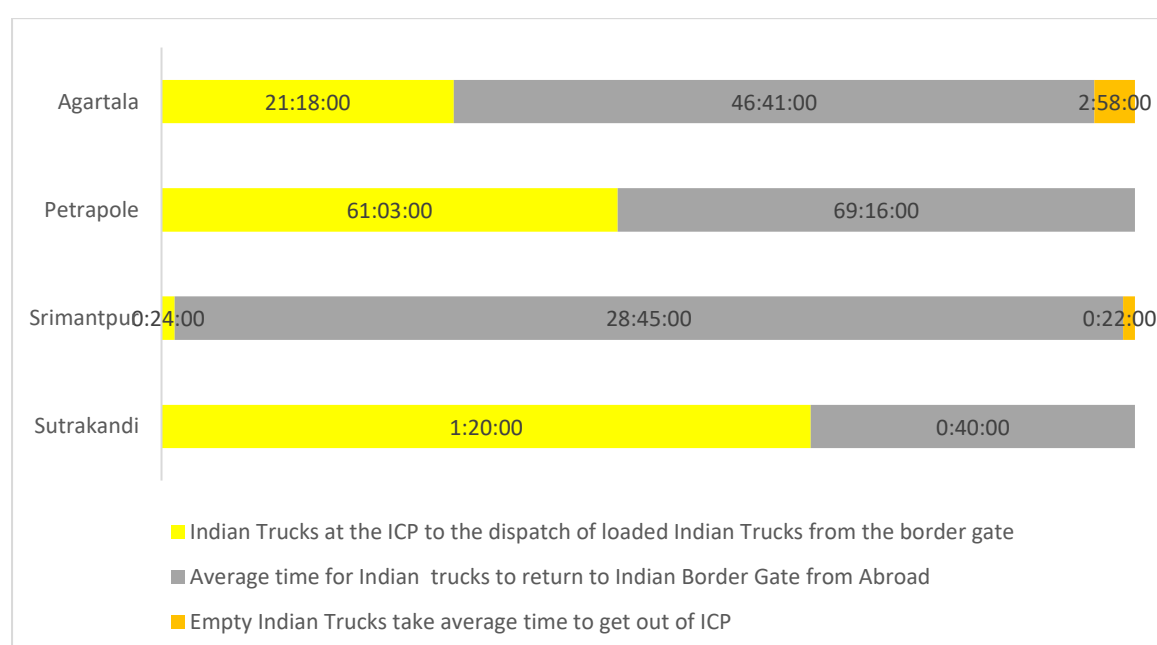 Agartala 21:18:00 46:41:00 2:58:00
Petrapole 61:03:00 69:16:00
Srimantpur 0:24:00 28:45:00 0:22:00
Sutrakandi 1:20:00 0:40:00
Indian Trucks at the ICP to the dispatch of loaded Indian Trucks from the border gate
Average time for Indian trucks to return to Indian Border Gate from Abroad
Empty Indian Trucks take average time to get out of ICP